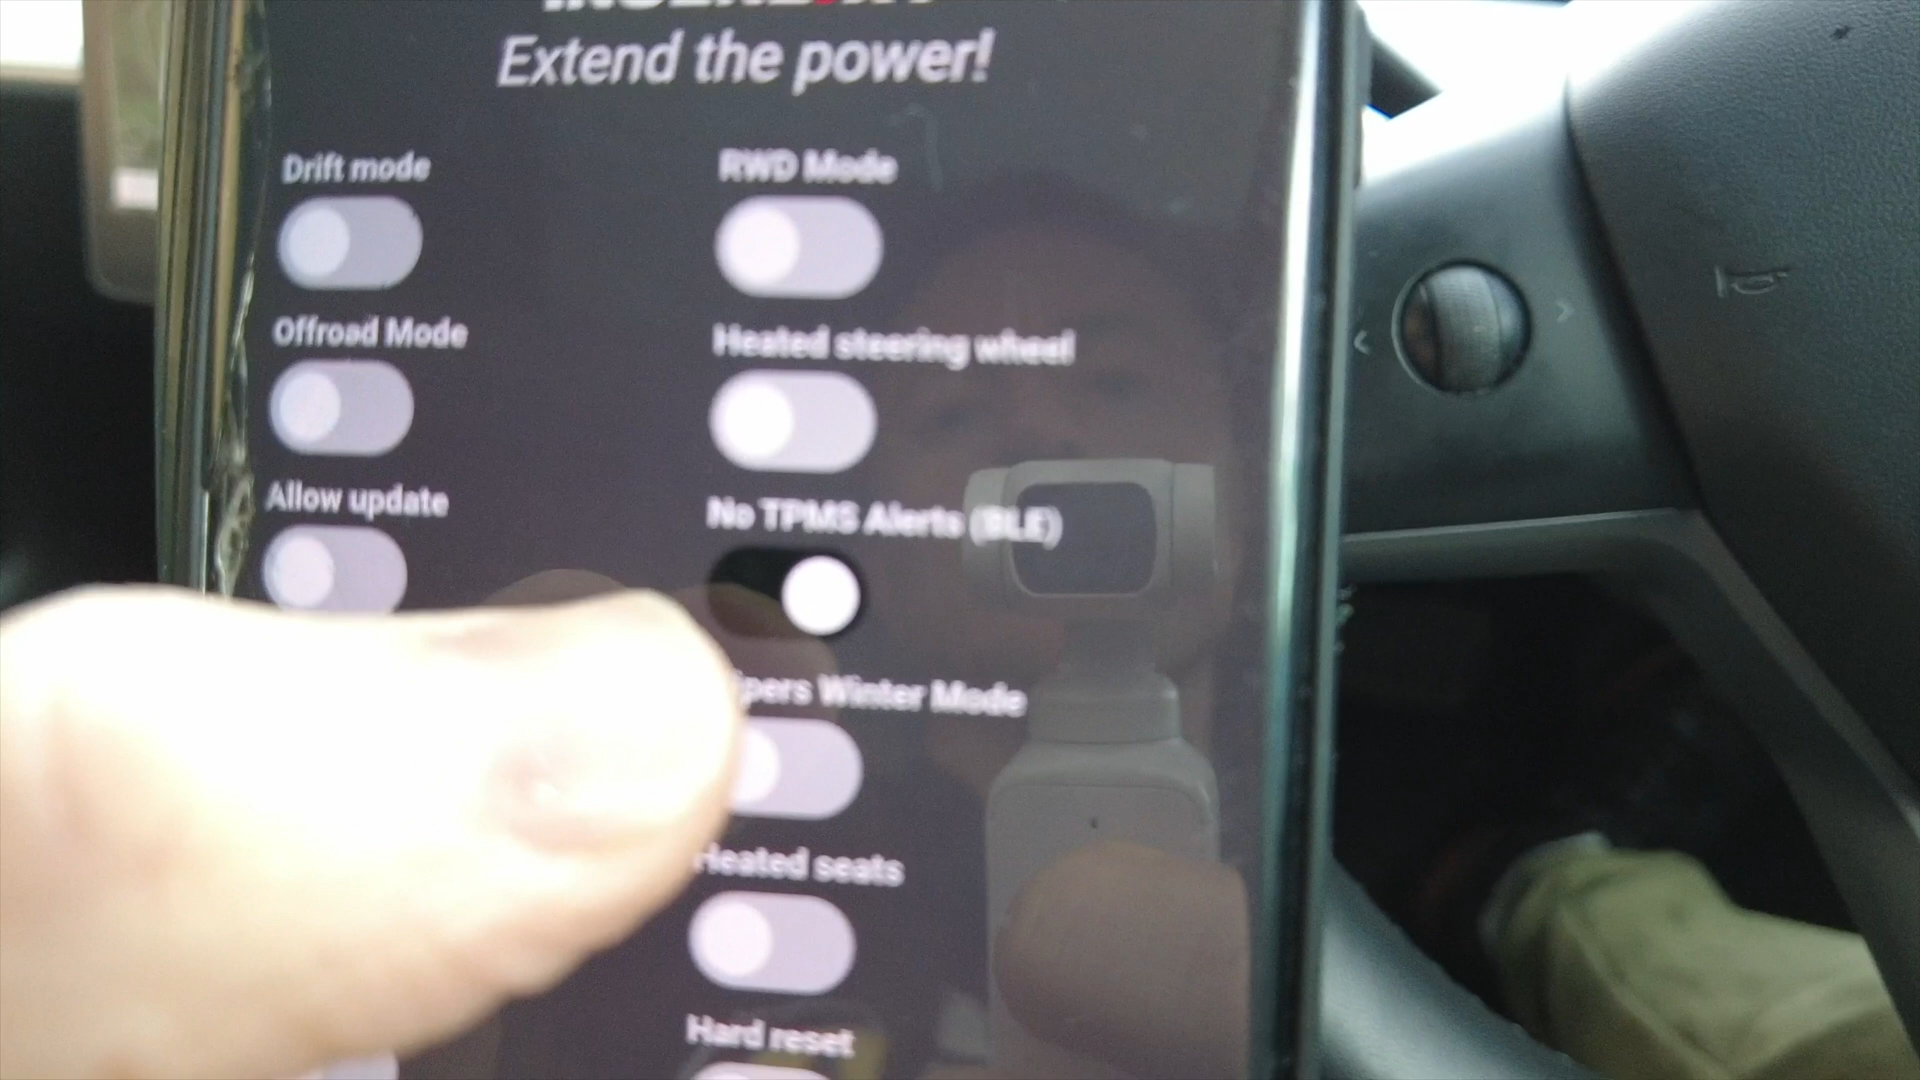 Extend the power!
Drift mode
RWD Mode
Offroad Mode
Heated steering wheel
Allow update
No TPMS Alerts (BLE)
Winter Mode
Heated seats
Hard reset